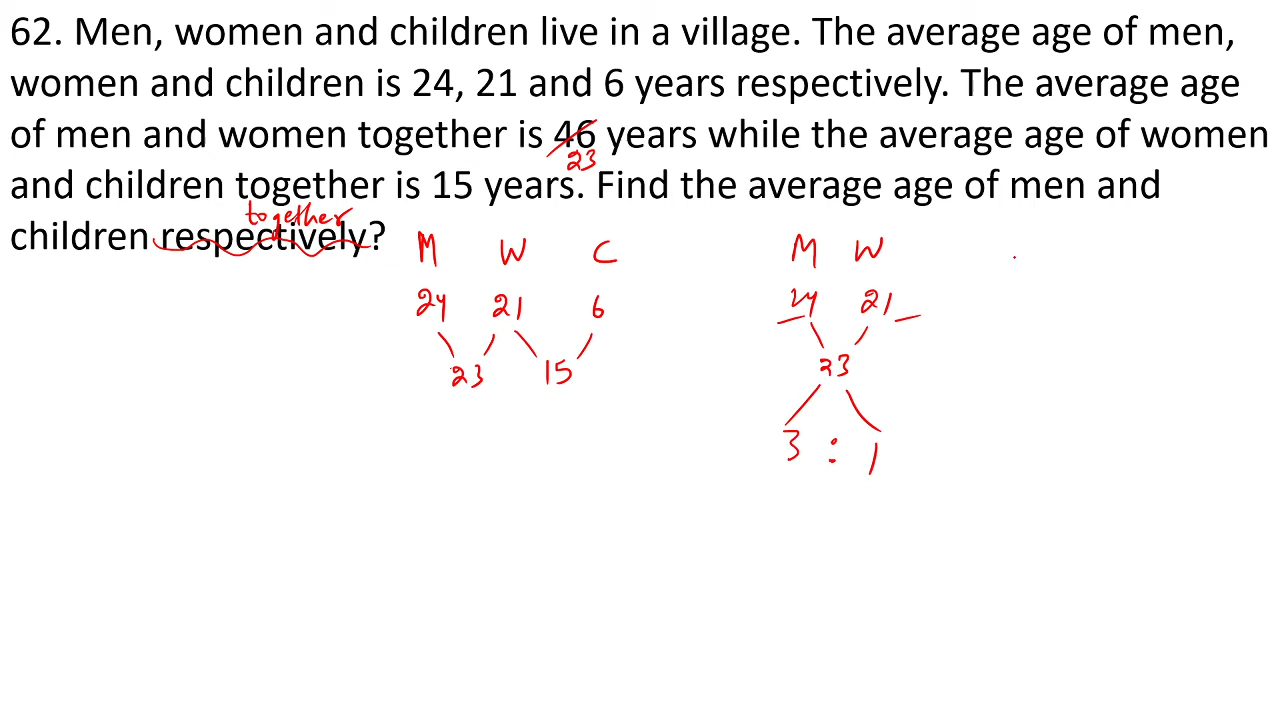 62. Men, women and children live in a village. The average age of men,
women and children is 24, 21 and 6 years respectively. The average age
of men and women together is 46 years while the average age of women
23
and children together is 15 years. Find the average age of men and
together
children respectively?
M W C M W
24 21 6 24 21
23 15 23
3 : 1